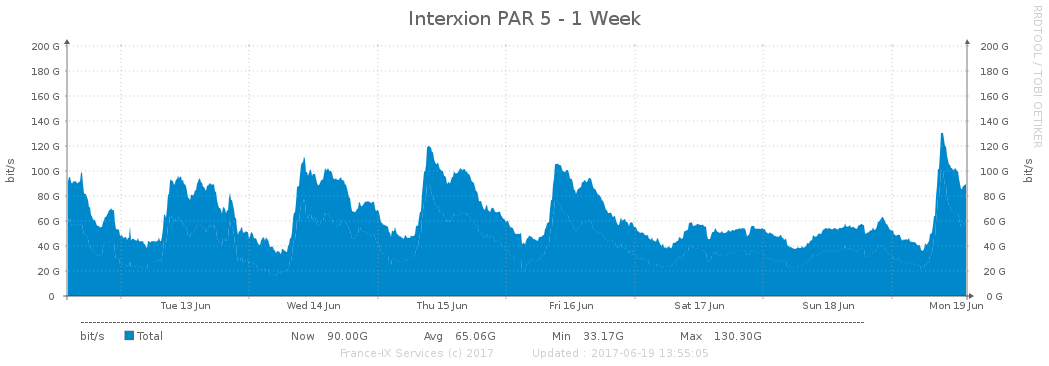 Interxion PAR 5 - 1 Week
RRDTOOL / TOBI OETIKER
bit/s
200 G
180 G
160 G
140 G
120 G
100 G
80 G
60 G
40 G
20 G
0
200 G
180 G
160 G
140 G
120 G
100 G
80 G
60 G
40 G
20 G
0 G
bit/s
Tue 13 Jun Wed 14 Jun Thu 15 Jun Fri 16 Jun Sat 17 Jun Sun 18 Jun Mon 19 Jun
bit/s Total Now 90.00G Avg 65.06G Min 33.17G Max 130.30G
France-IX Services (c) 2017 Updated : 2017-06-19 13:55:05